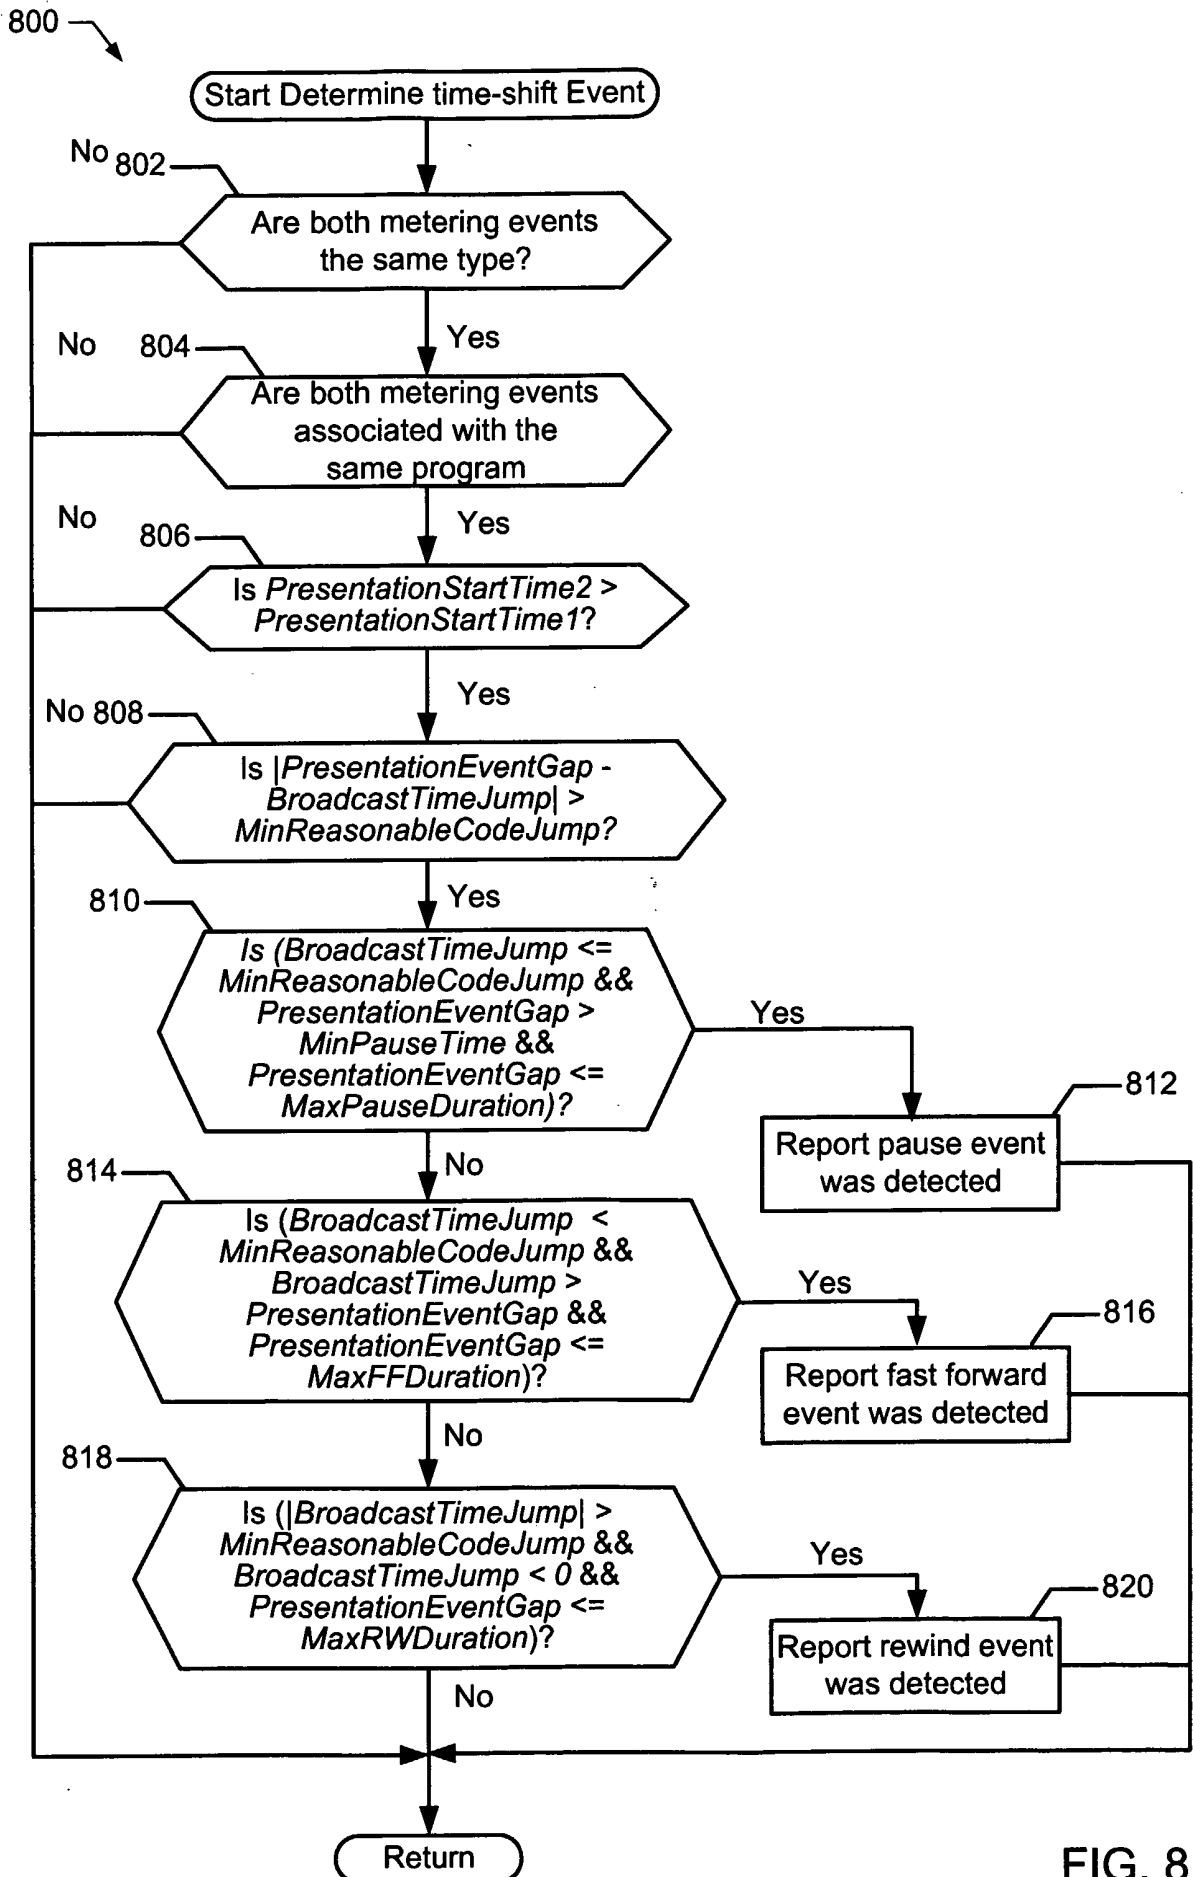 800
Start Determine time-shift Event
No 802
Are both metering events
the same type?
Yes
No 804
Are both metering events
associated with the
same program
Yes
No
806
Is PresentationStartTime2 >
PresentationStartTime1?
Yes
No 808
Is |PresentationEventGap -
BroadcastTimeJump| >
MinReasonableCodeJump?
Yes
810
Is (BroadcastTimeJump <=
MinReasonableCodeJump &&
PresentationEventGap >
MinPauseTime &&
PresentationEventGap <=
MaxPauseDuration)?
Yes
812
Report pause event
was detected
No
814
Is (BroadcastTimeJump <
MinReasonableCodeJump &&
BroadcastTimeJump >
PresentationEventGap &&
PresentationEventGap <=
MaxFFDuration)?
Yes
816
Report fast forward
event was detected
No
818
Is (|BroadcastTimeJump| >
MinReasonableCodeJump &&
BroadcastTimeJump < 0 &&
PresentationEventGap <=
MaxRWDuration)?
Yes
820
Report rewind event
was detected
No
Return
FIG. 8